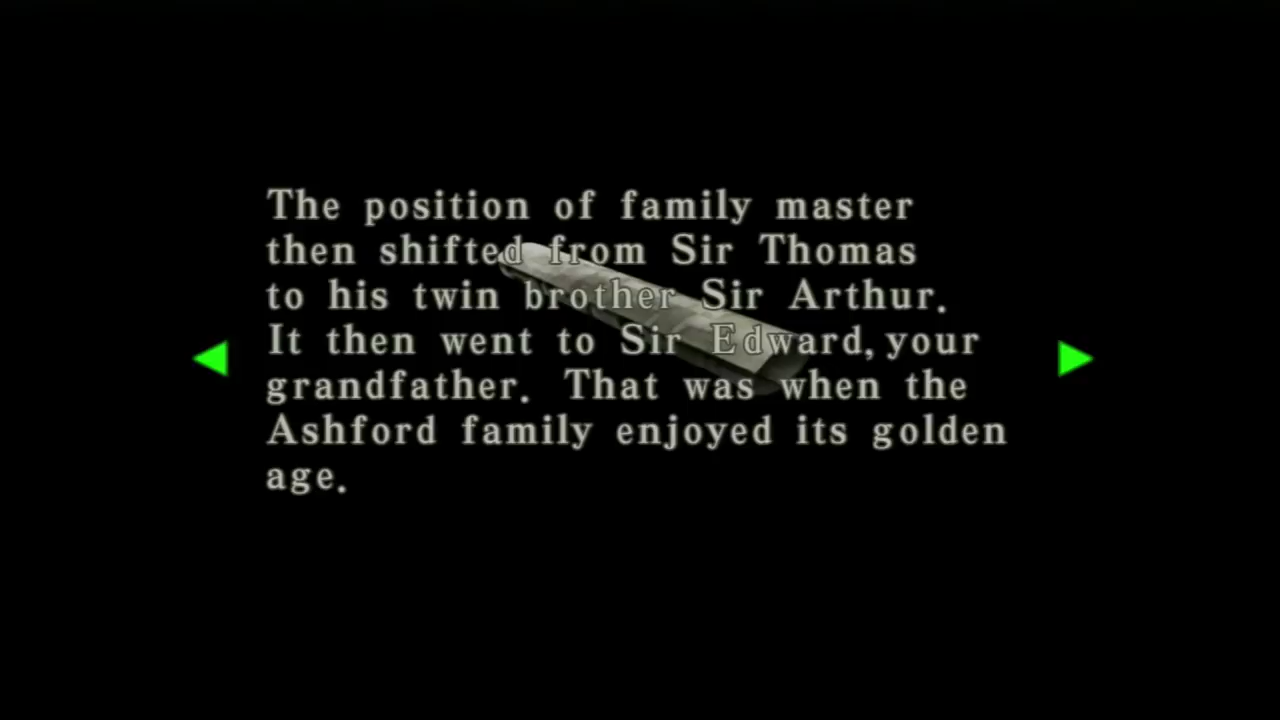 The position of family master
then shifted from Sir Thomas
to his twin brother Sir Arthur.
It then went to Sir Edward, your
grandfather. That was when the
Ashford family enjoyed its golden
age.